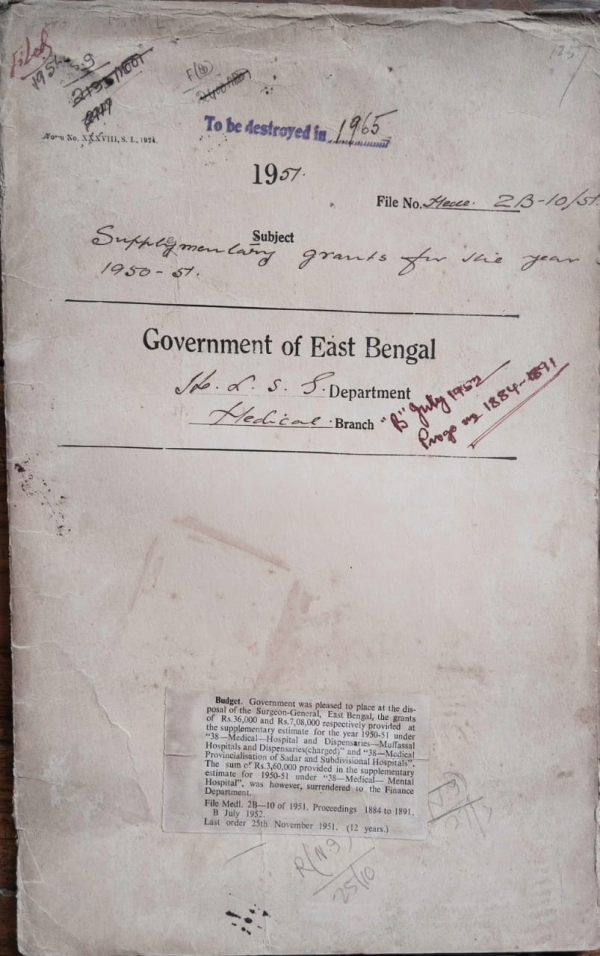 Filed
To be destroyed in 1965
Form No. XXXVIII, S. I., 1924.
1951.
File No. 2B-10/51
Subject
Supplymentary grants for the year
1950-51.
Government of East Bengal
H. L. S. G. Department
Medical Branch
"B" July 1952
Progs 1884-1891
Budget. Government was pleased to place at the dis-
posal of the Surgeon-General, East Bengal, the grants
of Rs.36,000 and Rs.7,08,000 respectively provided at
the supplementary estimate for the year 1950-51 under
"38—Medical—Hospital and Dispensaries—Muffassal
Hospitals and Dispensaries(charged)" and "38—Medical
Provincialisation of Sadar and Subdivisional Hospitals".
The sum of Rs.3,60,000 provided in the supplementary
estimate for 1950-51 under "38—Medical— Mental
Hospital", was however, surrendered to the Finance
Department.
File Medl. 2B—10 of 1951. Proceedings 1884 to 1891.
B July 1952.
Last order 25th November 1951. (12 years.)
25/10